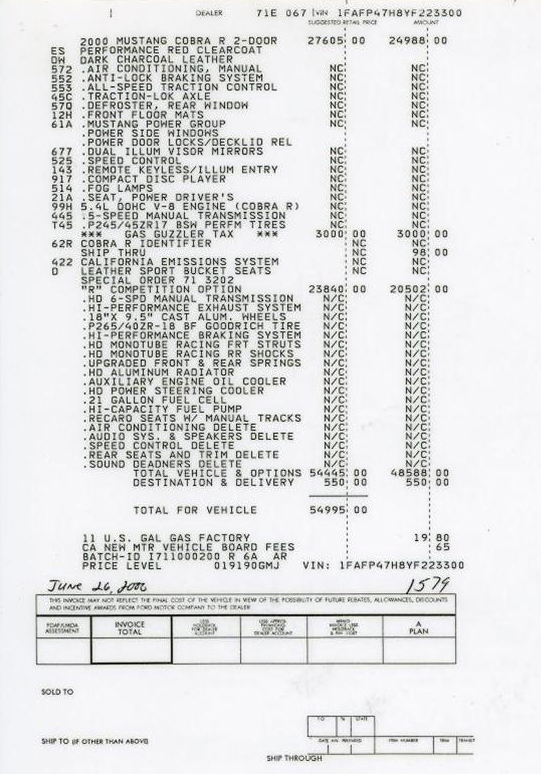 DEALER 71E 067 VIN 1FAFP47H8YF223300
SUGGESTED RETAIL PRICE AMOUNT
2000 MUSTANG COBRA R 2-DOOR 27605 00 24988 00
ES PERFORMANCE RED CLEARCOAT
DW DARK CHARCOAL LEATHER
572 .AIR CONDITIONING, MANUAL NC NC
552 .ANTI-LOCK BRAKING SYSTEM NC NC
553 .ALL-SPEED TRACTION CONTROL NC NC
45C .TRACTION-LOK AXLE NC NC
57Q .DEFROSTER, REAR WINDOW NC NC
12H .FRONT FLOOR MATS NC NC
61A .MUSTANG POWER GROUP NC NC
.POWER SIDE WINDOWS
.POWER DOOR LOCKS/DECKLID REL
677 .DUAL ILLUM VISOR MIRRORS NC NC
525 .SPEED CONTROL NC NC
143 .REMOTE KEYLESS/ILLUM ENTRY NC NC
917 .COMPACT DISC PLAYER NC NC
514 .FOG LAMPS NC NC
21A .SEAT, POWER DRIVER'S NC NC
99H 5.4L DOHC V-8 ENGINE (COBRA R) NC NC
445 .5-SPEED MANUAL TRANSMISSION NC NC
T45 .P245/45ZR17 BSW PERFM TIRES NC NC
*** GAS GUZZLER TAX *** 3000 00 3000 00
62R COBRA R IDENTIFIER NC NC
SHIP THRU NC 98 00
422 CALIFORNIA EMISSIONS SYSTEM NC NC
D LEATHER SPORT BUCKET SEATS NC NC
SPECIAL ORDER 71 3202
"R" COMPETITION OPTION 23840 00 20502 00
.HD 6-SPD MANUAL TRANSMISSION N/C N/C
.HI-PERFORMANCE EXHAUST SYSTEM N/C N/C
.18"X 9.5" CAST ALUM. WHEELS N/C N/C
.P265/40ZR-18 BF GOODRICH TIRE N/C N/C
.HI-PERFORMANCE BRAKING SYSTEM N/C N/C
.HD MONOTUBE RACING FRT STRUTS N/C N/C
.HD MONOTUBE RACING RR SHOCKS N/C N/C
.UPGRADED FRONT & REAR SPRINGS N/C N/C
.HD ALUMINUM RADIATOR N/C N/C
.AUXILIARY ENGINE OIL COOLER N/C N/C
.HD POWER STEERING COOLER N/C N/C
.21 GALLON FUEL CELL N/C N/C
.HI-CAPACITY FUEL PUMP N/C N/C
.RECARO SEATS W/ MANUAL TRACKS N/C N/C
.AIR CONDITIONING DELETE N/C N/C
.AUDIO SYS. & SPEAKERS DELETE N/C N/C
.SPEED CONTROL DELETE N/C N/C
.REAR SEATS AND TRIM DELETE N/C N/C
.SOUND DEADNERS DELETE N/C N/C
TOTAL VEHICLE & OPTIONS 54445 00 48588 00
DESTINATION & DELIVERY 550 00 550 00
TOTAL FOR VEHICLE 54995 00
11 U.S. GAL GAS FACTORY 19 80
CA NEW MTR VEHICLE BOARD FEES 65
BATCH-ID I711000200 R 6A AR
PRICE LEVEL 019190GMJ VIN: 1FAFP47H8YF223300
June 26, 2000 1579
THIS INVOICE MAY NOT REFLECT THE FINAL COST OF THE VEHICLE IN VIEW OF THE POSSIBILITY OF FUTURE REBATES, ALLOWANCES, DISCOUNTS
AND INCENTIVE AWARDS FROM FORD MOTOR COMPANY TO THE DEALER
INVOICE TOTAL
A PLAN
SOLD TO
SHIP TO (IF OTHER THAN ABOVE)
ITEM NUMBER
SHIP THROUGH